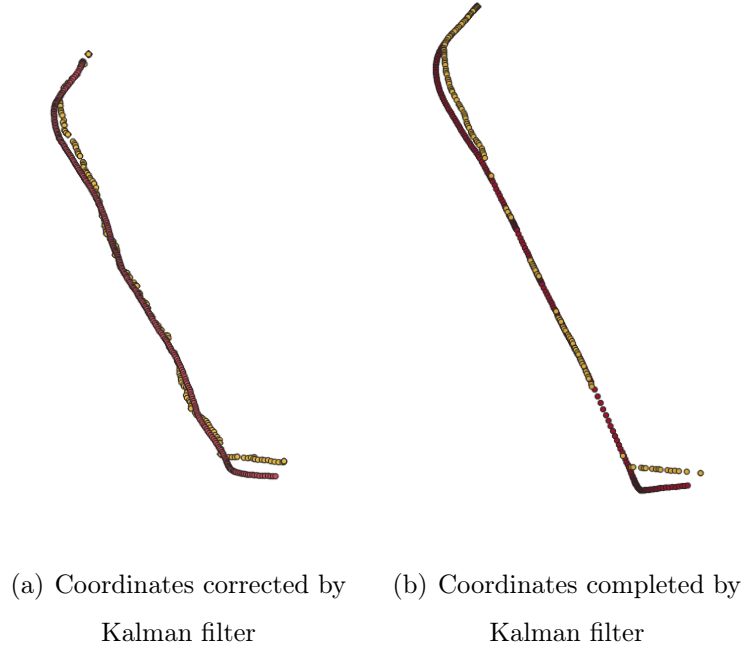 (a) Coordinates corrected by
Kalman filter
(b) Coordinates completed by
Kalman filter